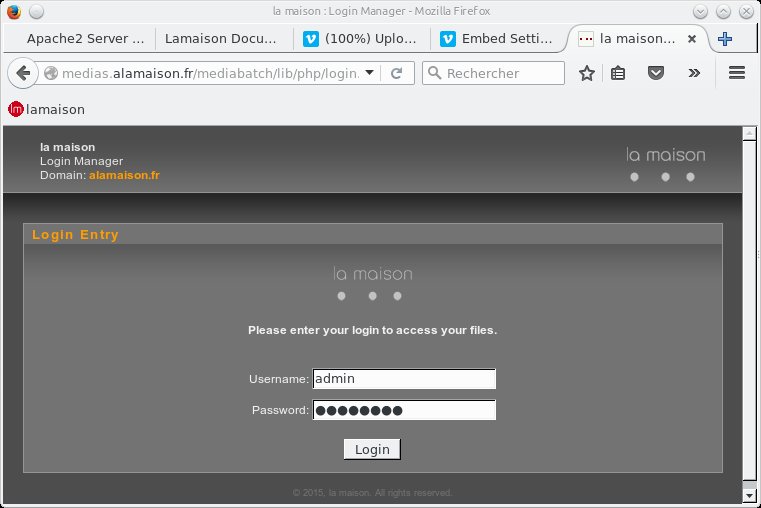 la maison : Login Manager - Mozilla Firefox
Apache2 Server ...
Lamaison Docu...
(100%) Uplo...
Embed Setti...
la maison...
medias.alamaison.fr/mediabatch/lib/php/login.
Rechercher
lamaison
la maison
Login Manager
Domain: alamaison.fr
la maison
Login Entry
la maison
Please enter your login to access your files.
Username: admin
Password: ●●●●●●●●
Login
© 2015, la maison. All rights reserved.